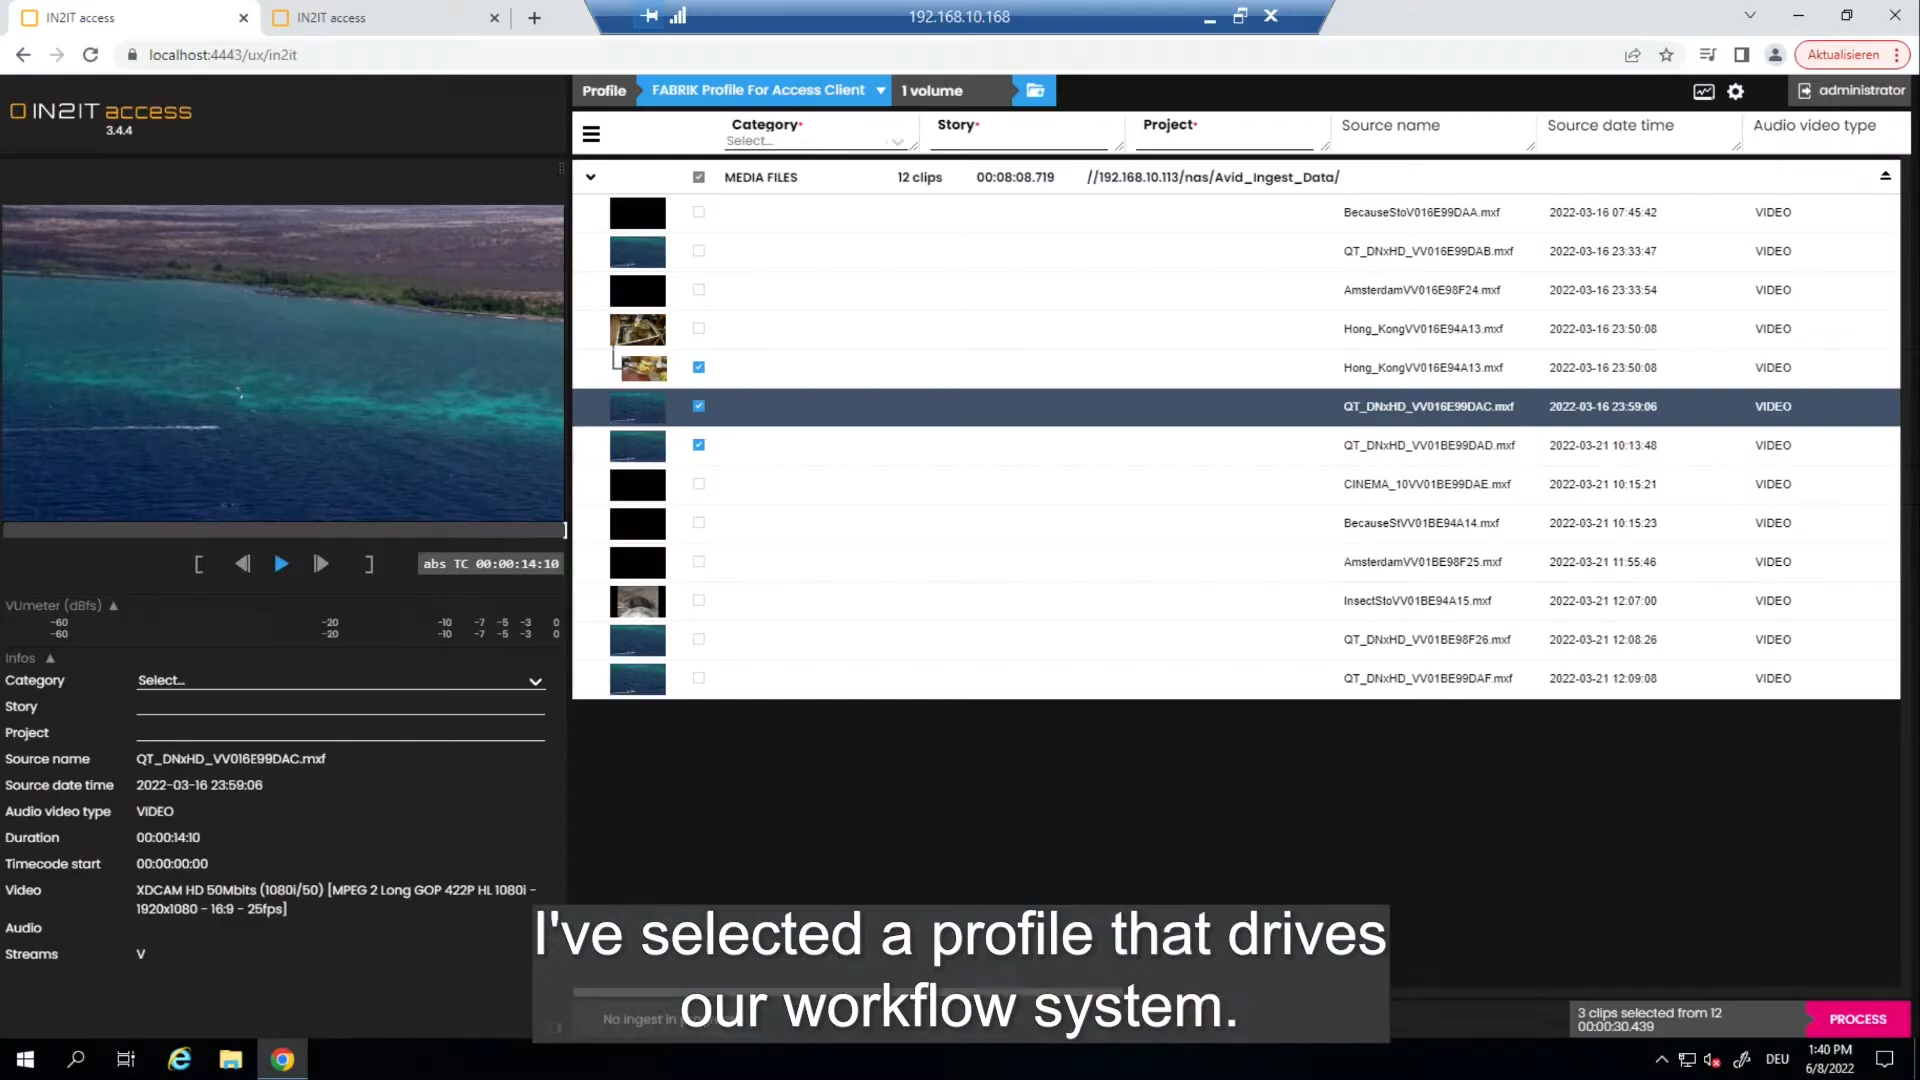 IN2IT access
IN2IT access
192.168.10.168
localhost:4443/ux/in2it
Aktualisieren
IN2IT access
3.4.4
Profile
FABRIK Profile For Access Client
1 volume
administrator
Category*
Select...
Story*
Project*
Source name
Source date time
Audio video type
MEDIA FILES 12 clips 00:08:08.719 //192.168.10.113/nas/Avid_Ingest_Data/
BecauseStoV016E99DAA.mxf 2022-03-16 07:45:42 VIDEO
QT_DNxHD_VV016E99DAB.mxf 2022-03-16 23:33:47 VIDEO
AmsterdamVV016E98F24.mxf 2022-03-16 23:33:54 VIDEO
Hong_KongVV016E94A13.mxf 2022-03-16 23:50:08 VIDEO
Hong_KongVV016E94A13.mxf 2022-03-16 23:50:08 VIDEO
QT_DNxHD_VV016E99DAC.mxf 2022-03-16 23:59:06 VIDEO
QT_DNxHD_VV01BE99DAD.mxf 2022-03-21 10:13:48 VIDEO
CINEMA_10VV01BE99DAE.mxf 2022-03-21 10:15:21 VIDEO
BecauseStVV01BE94A14.mxf 2022-03-21 10:15:23 VIDEO
AmsterdamVV01BE98F25.mxf 2022-03-21 11:55:46 VIDEO
InsectStoVV01BE94A15.mxf 2022-03-21 12:07:00 VIDEO
QT_DNxHD_VV01BE98F26.mxf 2022-03-21 12:08:26 VIDEO
QT_DNxHD_VV01BE99DAF.mxf 2022-03-21 12:09:08 VIDEO
[ ] abs TC 00:00:14:10
VUmeter (dBfs)
-60 -20 -10 -7 -5 -3 0
-60 -20 -10 -7 -5 -3 0
Infos
Category Select...
Story
Project
Source name QT_DNxHD_VV016E99DAC.mxf
Source date time 2022-03-16 23:59:06
Audio video type VIDEO
Duration 00:00:14:10
Timecode start 00:00:00:00
Video XDCAM HD 50Mbits (1080i/50) [MPEG 2 Long GOP 422P HL 1080i -
1920x1080 - 16:9 - 25fps]
Audio
Streams V
I've selected a profile that drives
our workflow system.
No ingest in
3 clips selected from 12
00:00:30.439
PROCESS
DEU
1:40 PM
6/8/2022